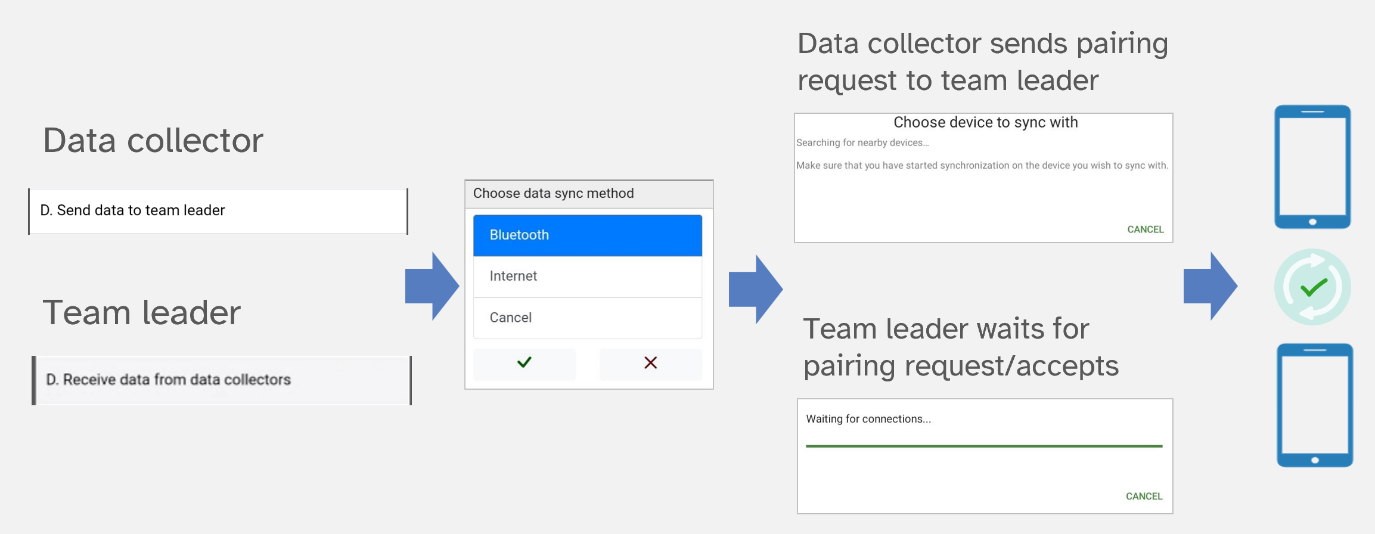 Data collector
D. Send data to team leader
Team leader
D. Receive data from data collectors
Choose data sync method
Bluetooth
Internet
Cancel
Data collector sends pairing
request to team leader
Choose device to sync with
Searching for nearby devices...
Make sure that you have started synchronization on the device you wish to sync with.
CANCEL
Team leader waits for
pairing request/accepts
Waiting for connections...
CANCEL